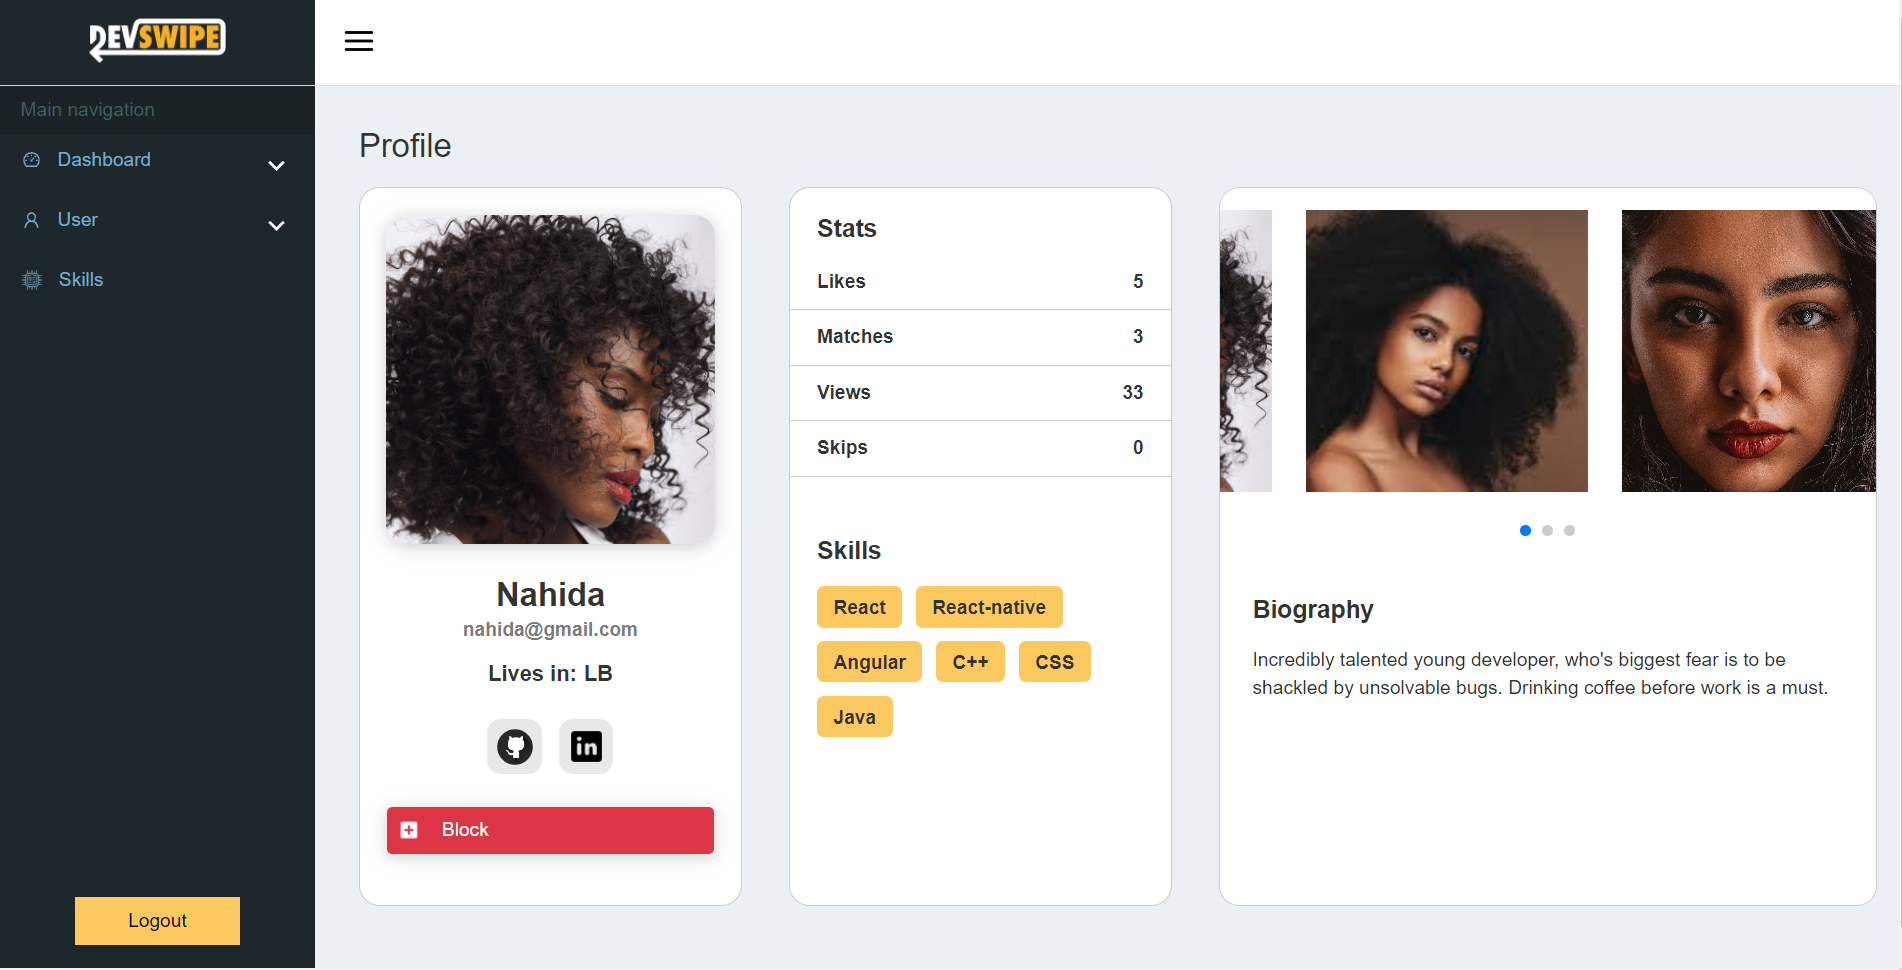 DEVSWIPE
Main navigation
Dashboard
User
Skills
Logout
Profile
Nahida
nahida@gmail.com
Lives in: LB
Block
Stats
Likes 5
Matches 3
Views 33
Skips 0
Skills
React React-native
Angular C++ CSS
Java
Biography
Incredibly talented young developer, who's biggest fear is to be
shackled by unsolvable bugs. Drinking coffee before work is a must.